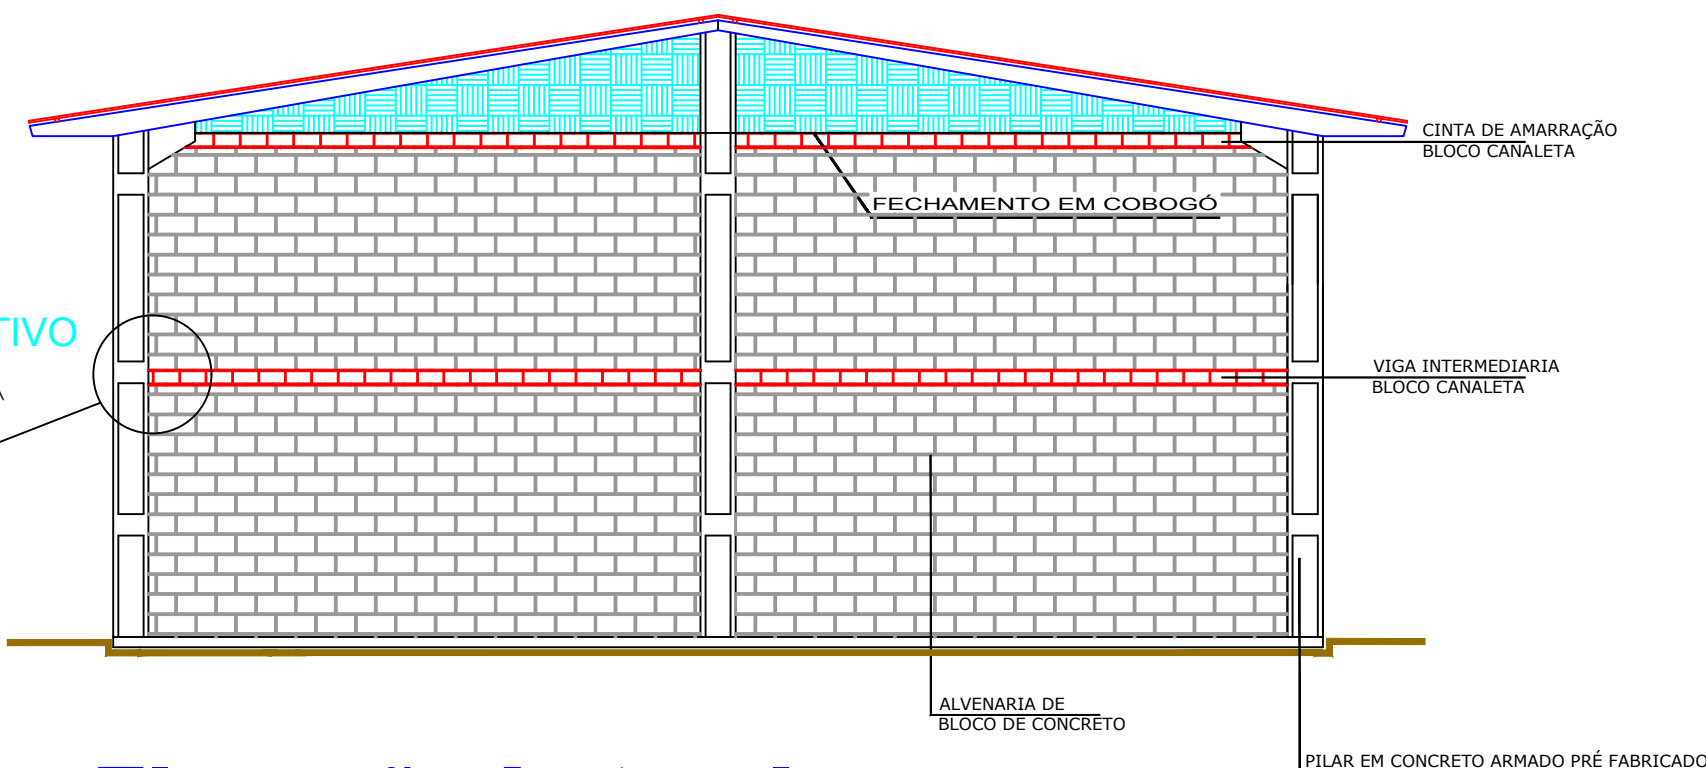 CINTA DE AMARRAÇÃO
BLOCO CANALETA
FECHAMENTO EM COBOGÓ
TIVO
VIGA INTERMEDIARIA
BLOCO CANALETA
ALVENARIA DE
BLOCO DE CONCRETO
PILAR EM CONCRETO ARMADO PRÉ FABRICADO